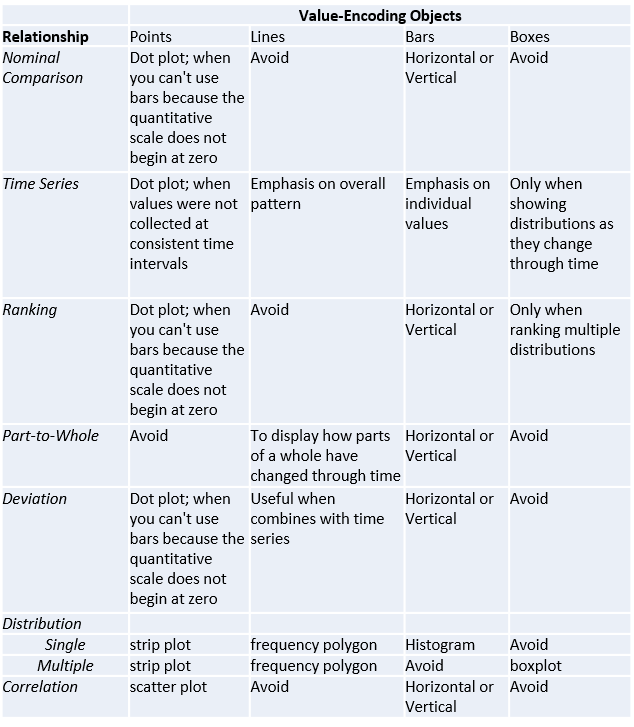 Value-Encoding Objects
Relationship Points Lines Bars Boxes
Nominal Comparison
Dot plot; when
you can't use
bars because the
quantitative
scale does not
begin at zero
Avoid
Horizontal or
Vertical
Avoid
Time Series
Dot plot; when
values were not
collected at
consistent time
intervals
Emphasis on overall
pattern
Emphasis on
individual
values
Only when
showing
distributions as
they change
through time
Ranking
Dot plot; when
you can't use
bars because the
quantitative
scale does not
begin at zero
Avoid
Horizontal or
Vertical
Only when
ranking multiple
distributions
Part-to-Whole
Avoid
To display how parts
of a whole have
changed through time
Horizontal or
Vertical
Avoid
Deviation
Dot plot; when
you can't use
bars because the
quantitative
scale does not
begin at zero
Useful when
combines with time
series
Horizontal or
Vertical
Avoid
Distribution
Single strip plot frequency polygon Histogram Avoid
Multiple strip plot frequency polygon Avoid boxplot
Correlation
scatter plot
Avoid
Horizontal or
Vertical
Avoid